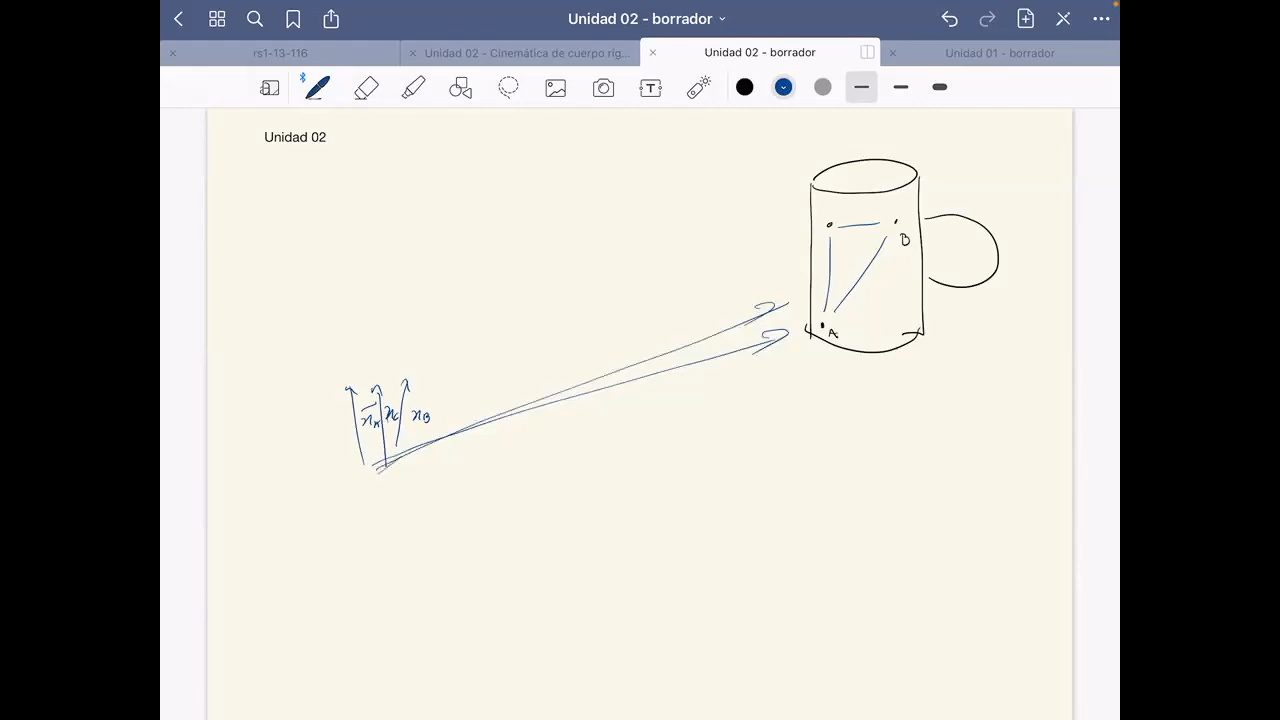 Unidad 02 - borrador
rs1-13-116
Unidad 02 - Cinemática de cuerpo ríg...
Unidad 02 - borrador
Unidad 01 - borrador
T
Unidad 02
B
A
x_A
x_C
x_B